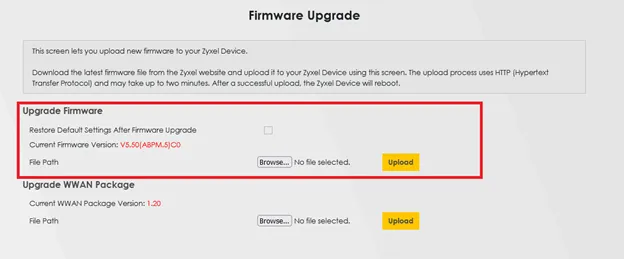 Firmware Upgrade
This screen lets you upload new firmware to your Zyxel Device.
Download the latest firmware file from the Zyxel website and upload it to your Zyxel Device using this screen. The upload process uses HTTP (Hypertext
Transfer Protocol) and may take up to two minutes. After a successful upload, the Zyxel Device will reboot.
Upgrade Firmware
Restore Default Settings After Firmware Upgrade
Current Firmware Version: V5.50(ABPM.5)C0
File Path Browse... No file selected. Upload
Upgrade WWAN Package
Current WWAN Package Version: 1.20
File Path Browse... No file selected. Upload